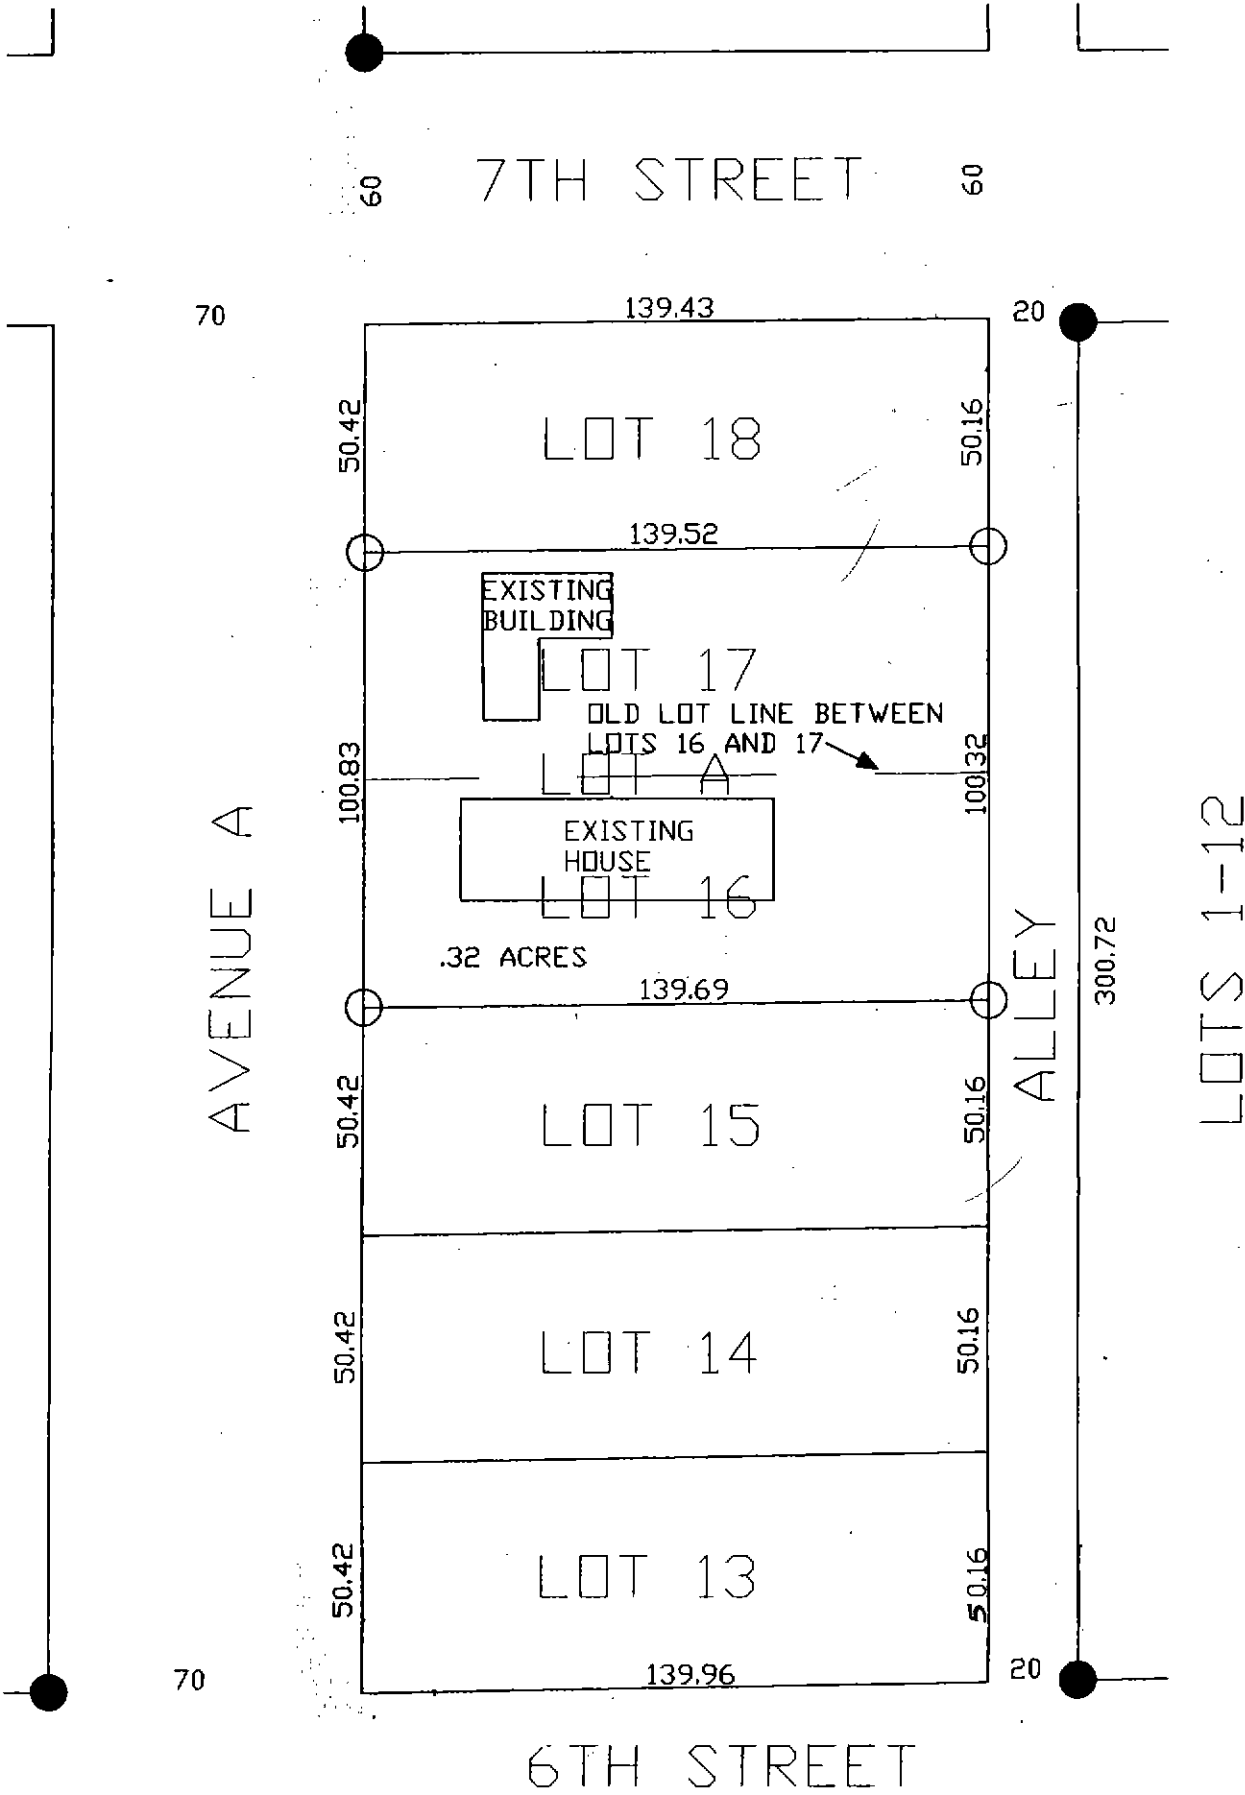 60
7TH STREET
60
70
139.43
20
50.42
LOT 18
50.16
139.52
EXISTING
BUILDING
LOT 17
OLD LOT LINE BETWEEN
LOTS 16 AND 17
100.83
LOT A
100.32
EXISTING
HOUSE
LOT 16
.32 ACRES
139.69
AVENUE A
ALLEY
300.72
LOTS 1-12
50.42
LOT 15
50.16
50.42
LOT 14
50.16
50.42
LOT 13
50.16
70
139.96
20
6TH STREET